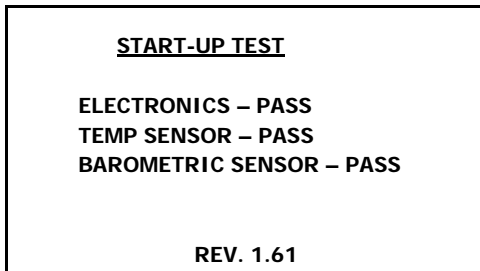 START-UP TEST
ELECTRONICS – PASS
TEMP SENSOR – PASS
BAROMETRIC SENSOR – PASS
REV. 1.61